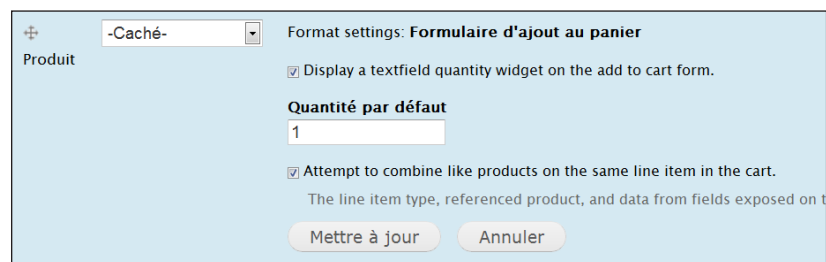 -Caché-
Format settings: Formulaire d'ajout au panier
Produit
Display a textfield quantity widget on the add to cart form.
Quantité par défaut
1
Attempt to combine like products on the same line item in the cart.
The line item type, referenced product, and data from fields exposed on
Mettre à jour
Annuler